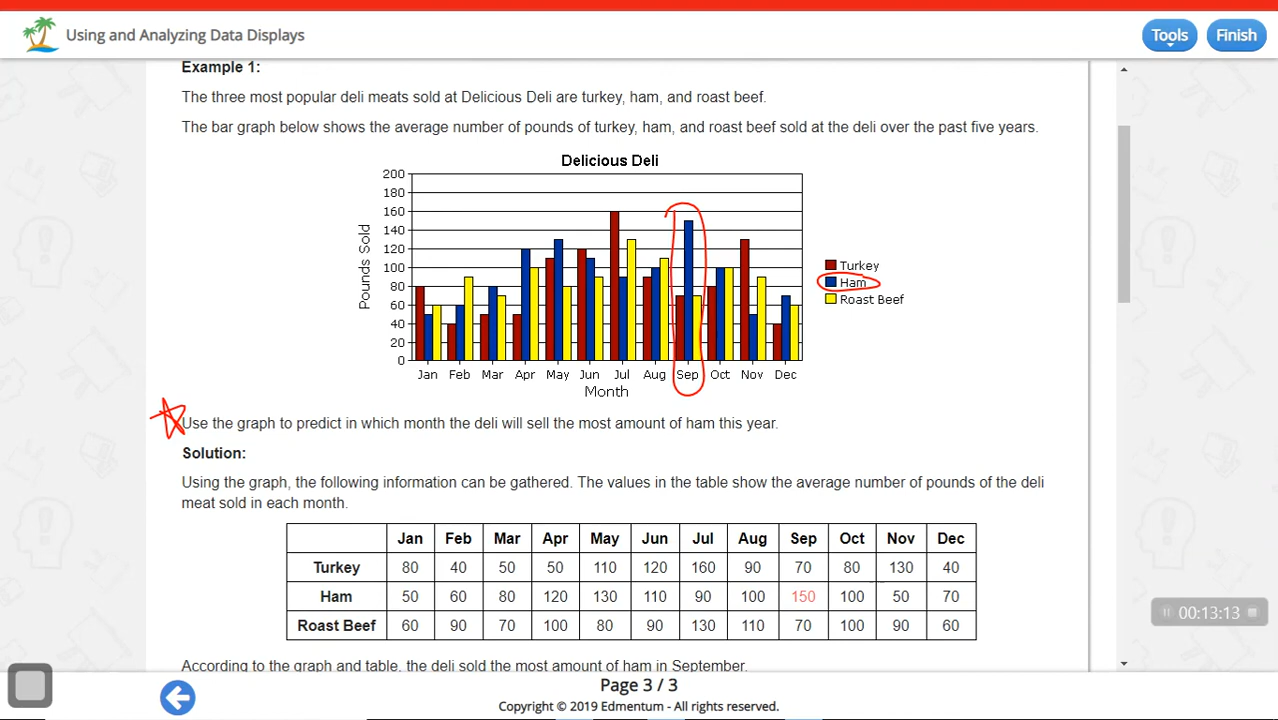 Using and Analyzing Data Displays
Tools
Finish
Example 1:
The three most popular deli meats sold at Delicious Deli are turkey, ham, and roast beef.
The bar graph below shows the average number of pounds of turkey, ham, and roast beef sold at the deli over the past five years.
Delicious Deli
200
180
160
140
120
100
80
60
40
20
0
Pounds Sold
Turkey
Ham
Roast Beef
Jan Feb Mar Apr May Jun Jul Aug Sep Oct Nov Dec
Month
Use the graph to predict in which month the deli will sell the most amount of ham this year.
Solution:
Using the graph, the following information can be gathered. The values in the table show the average number of pounds of the deli
meat sold in each month.
Jan Feb Mar Apr May Jun Jul Aug Sep Oct Nov Dec
Turkey 80 40 50 50 110 120 160 90 70 80 130 40
Ham 50 60 80 120 130 110 90 100 150 100 50 70
Roast Beef 60 90 70 100 80 90 130 110 70 100 90 60
00:13:13
According to the graph and table, the deli sold the most amount of ham in September.
Page 3 / 3
Copyright © 2019 Edmentum - All rights reserved.